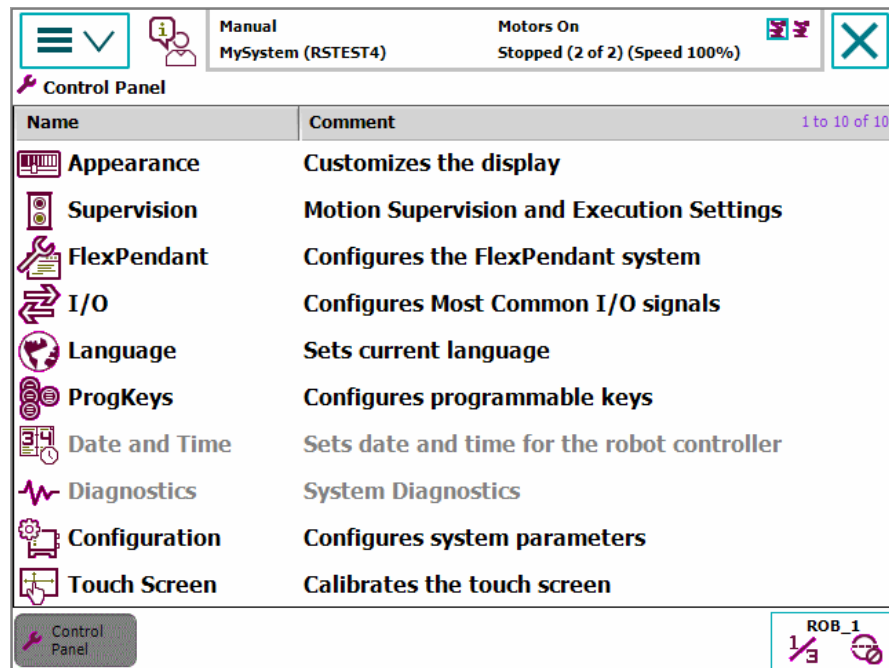 Manual Motors On
MySystem (RSTEST4) Stopped (2 of 2) (Speed 100%)
Control Panel
Name Comment 1 to 10 of 10
Appearance Customizes the display
Supervision Motion Supervision and Execution Settings
FlexPendant Configures the FlexPendant system
I/O Configures Most Common I/O signals
Language Sets current language
ProgKeys Configures programmable keys
Date and Time Sets date and time for the robot controller
Diagnostics System Diagnostics
Configuration Configures system parameters
Touch Screen Calibrates the touch screen
Control
Panel
ROB_1
1/3